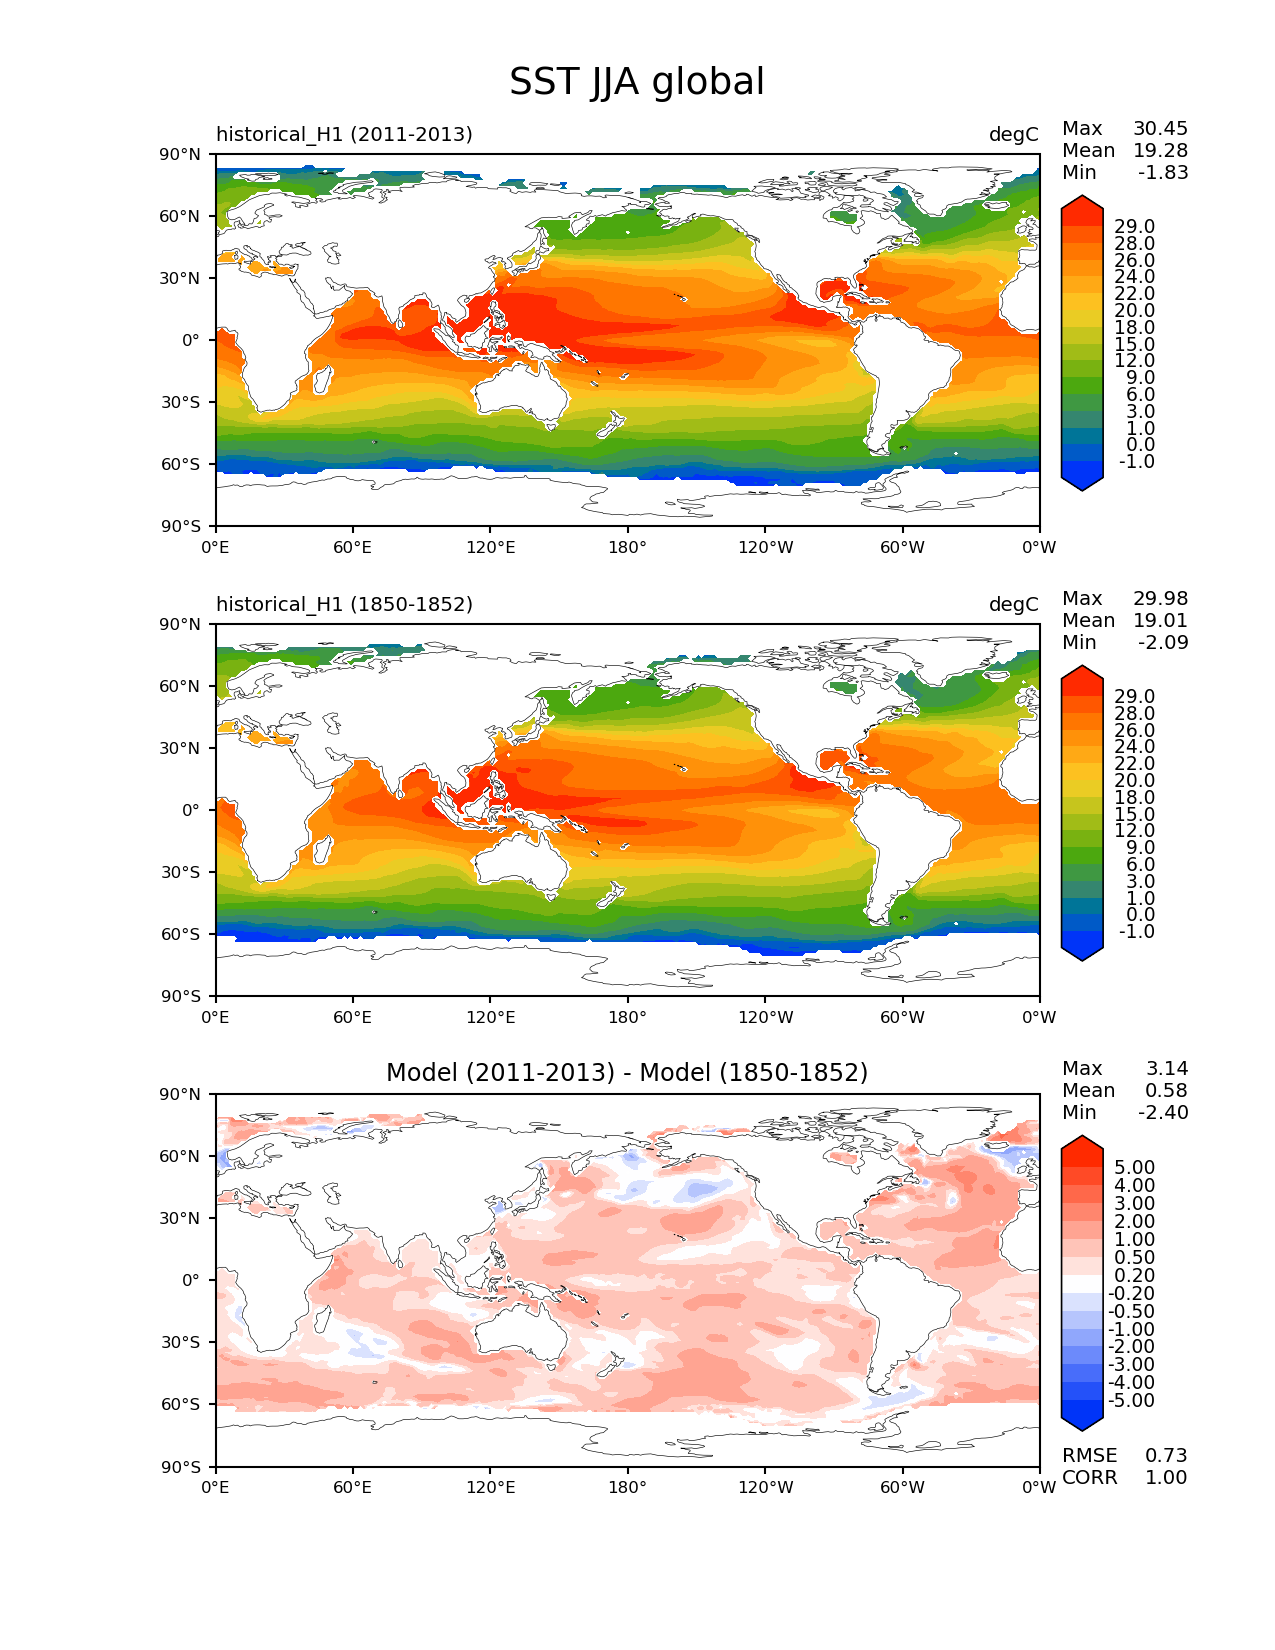 SST JJA global
historical_H1 (2011-2013) degC
Max 30.45
Mean 19.28
Min -1.83
90°N
60°N
30°N
0°
30°S
60°S
90°S
0°E 60°E 120°E 180° 120°W 60°W 0°W
29.0
28.0
26.0
24.0
22.0
20.0
18.0
15.0
12.0
9.0
6.0
3.0
1.0
0.0
-1.0
historical_H1 (1850-1852) degC
Max 29.98
Mean 19.01
Min -2.09
90°N
60°N
30°N
0°
30°S
60°S
90°S
0°E 60°E 120°E 180° 120°W 60°W 0°W
29.0
28.0
26.0
24.0
22.0
20.0
18.0
15.0
12.0
9.0
6.0
3.0
1.0
0.0
-1.0
Model (2011-2013) - Model (1850-1852)
Max 3.14
Mean 0.58
Min -2.40
90°N
60°N
30°N
0°
30°S
60°S
90°S
0°E 60°E 120°E 180° 120°W 60°W 0°W
5.00
4.00
3.00
2.00
1.00
0.50
0.20
-0.20
-0.50
-1.00
-2.00
-3.00
-4.00
-5.00
RMSE 0.73
CORR 1.00